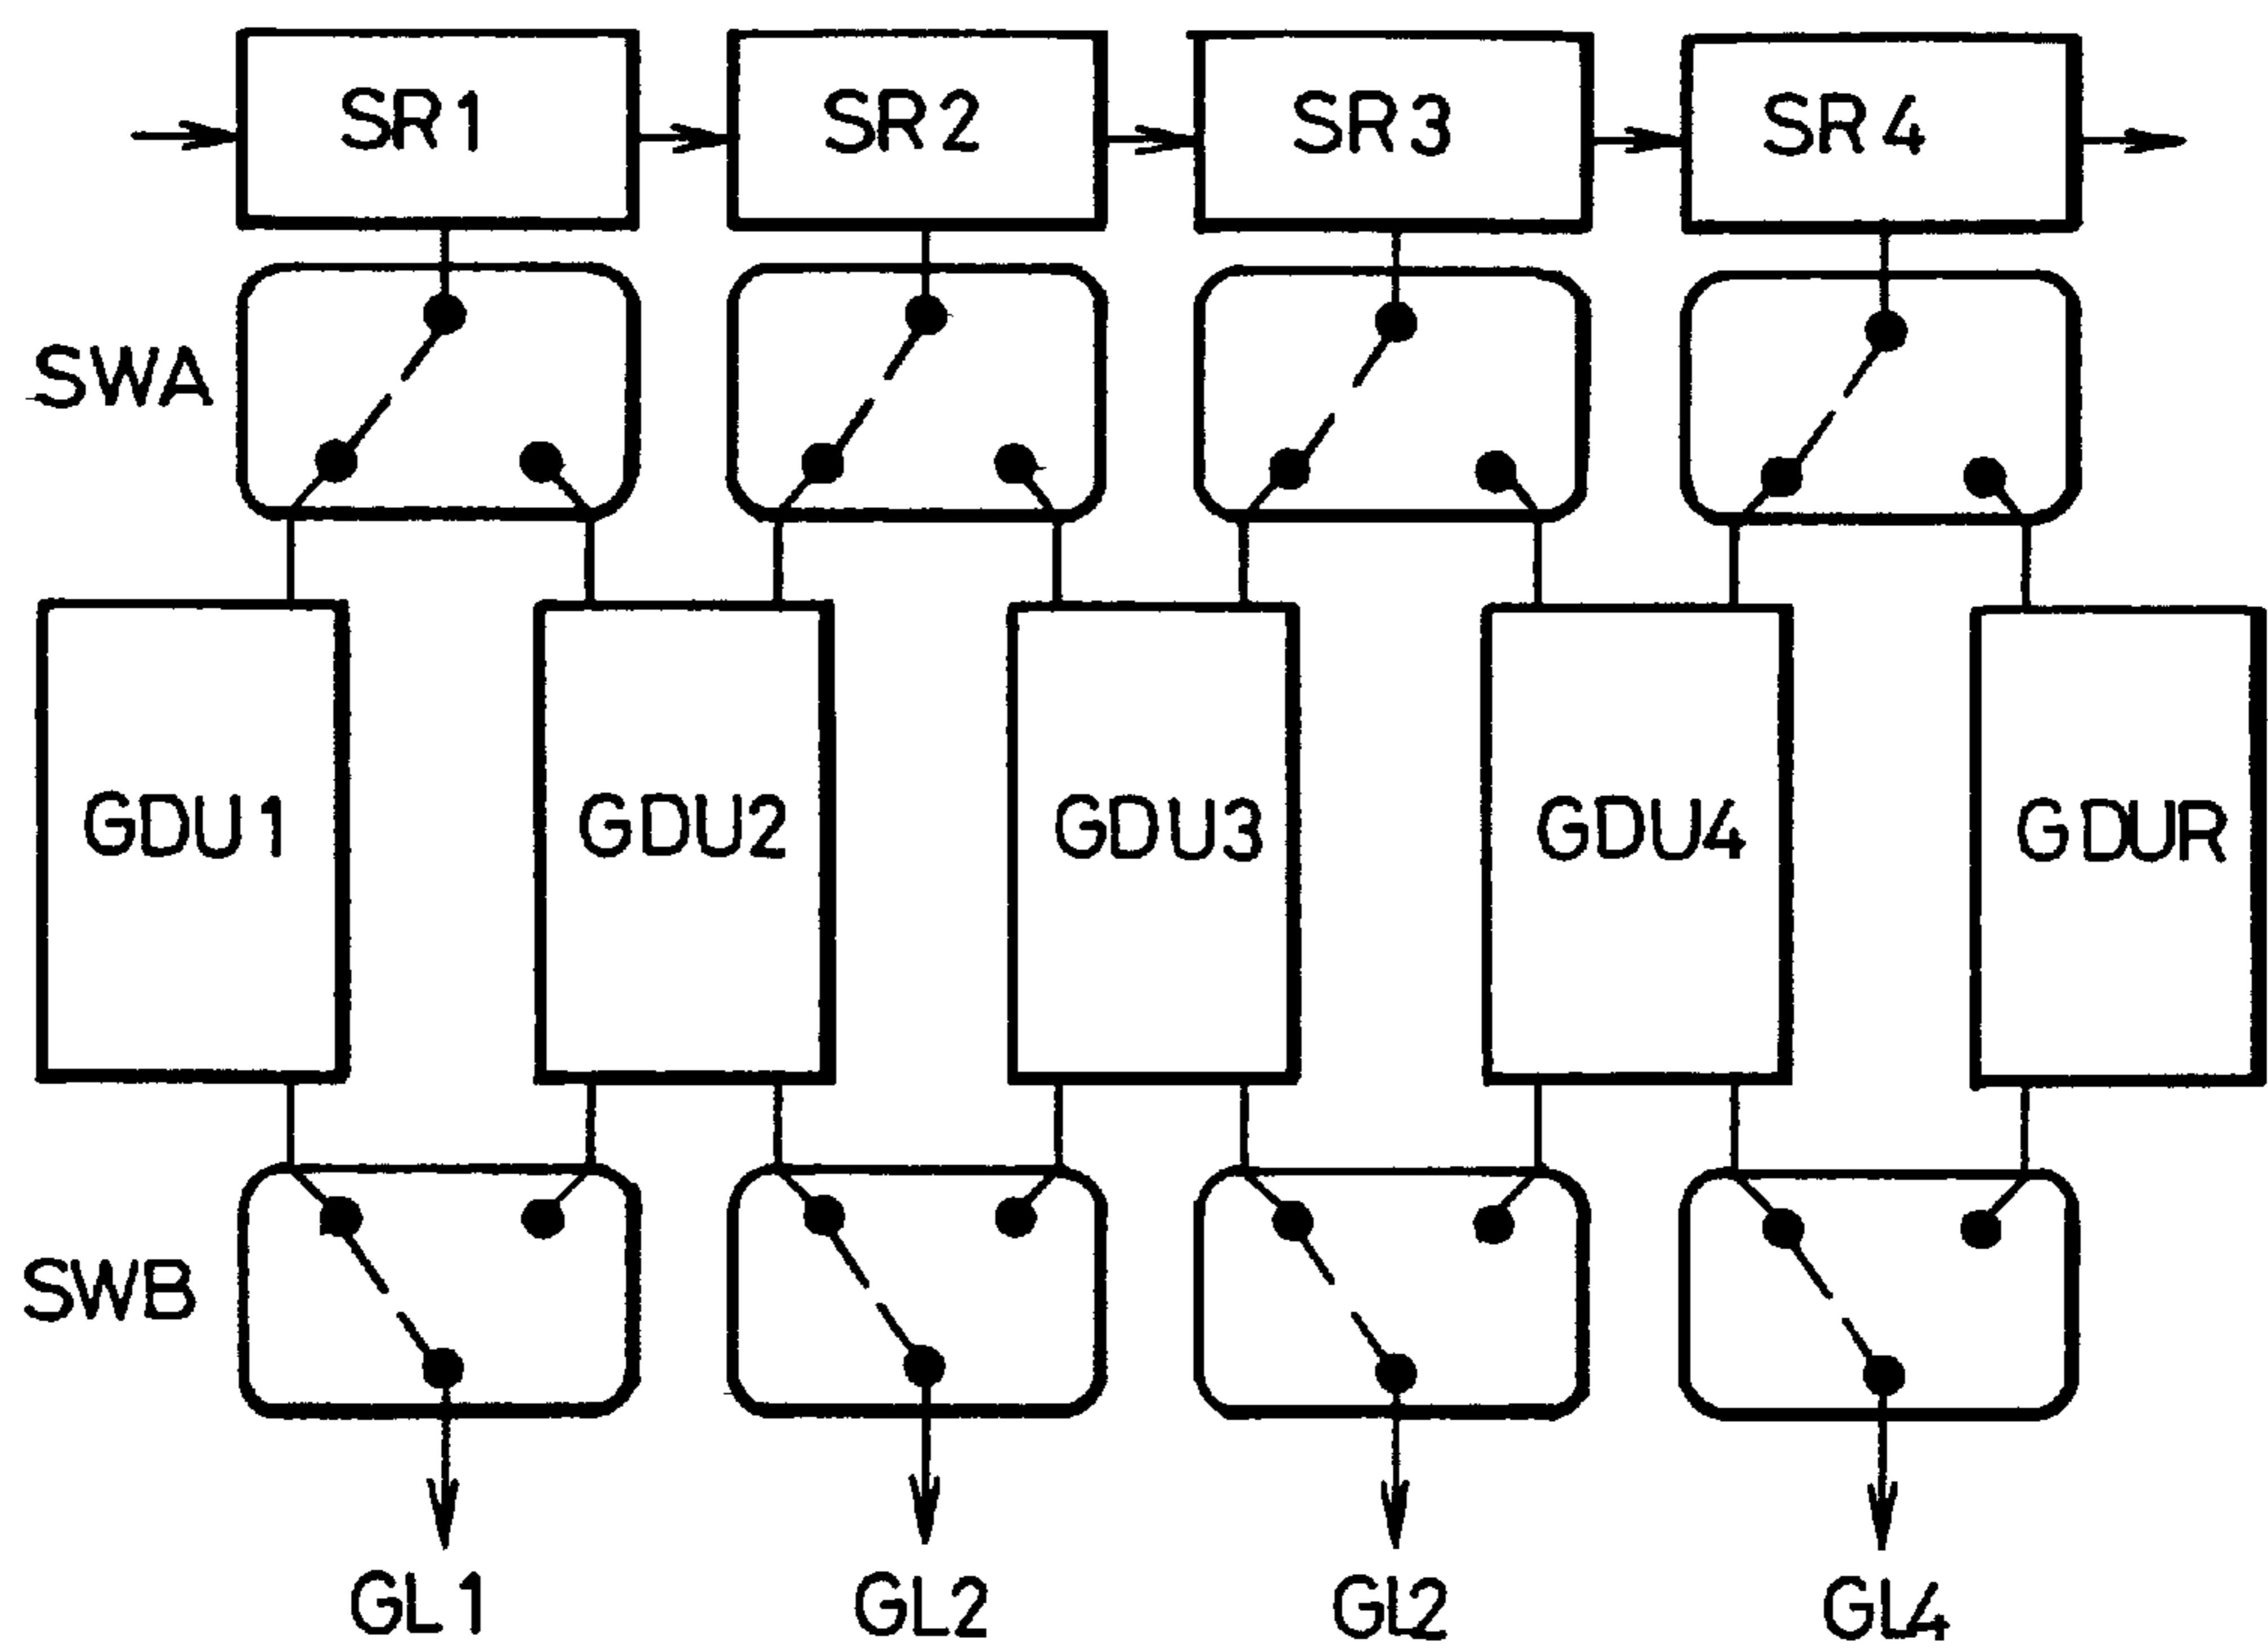 SR1 SR2 SR3 SR4
SWA
GDU1 GDU2 GDU3 GDU4 GDUR
SWB
GL1 GL2 GL2 GL4